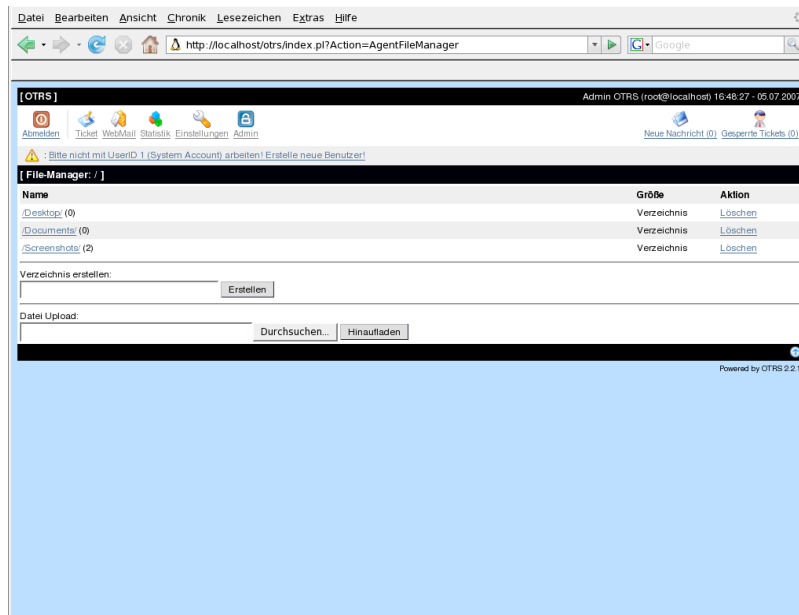 Datei Bearbeiten Ansicht Chronik Lesezeichen Extras Hilfe
http://localhost/otrs/index.pl?Action=AgentFileManager
G Google
[ OTRS ]
Admin OTRS (root@localhost) 16:48:27 - 05.07.2007
Abmelden Ticket WebMail Statistik Einstellungen Admin
Neue Nachricht (0) Gesperrte Tickets (0)
: Bitte nicht mit UserID 1 (System Account) arbeiten! Erstelle neue Benutzer!
[ File-Manager: / ]
Name Größe Aktion
/Desktop/ (0) Verzeichnis Löschen
/Documents/ (0) Verzeichnis Löschen
/Screenshots/ (2) Verzeichnis Löschen
Verzeichnis erstellen:
Erstellen
Datei Upload:
Durchsuchen... Hinaufladen
Powered by OTRS 2.2.1